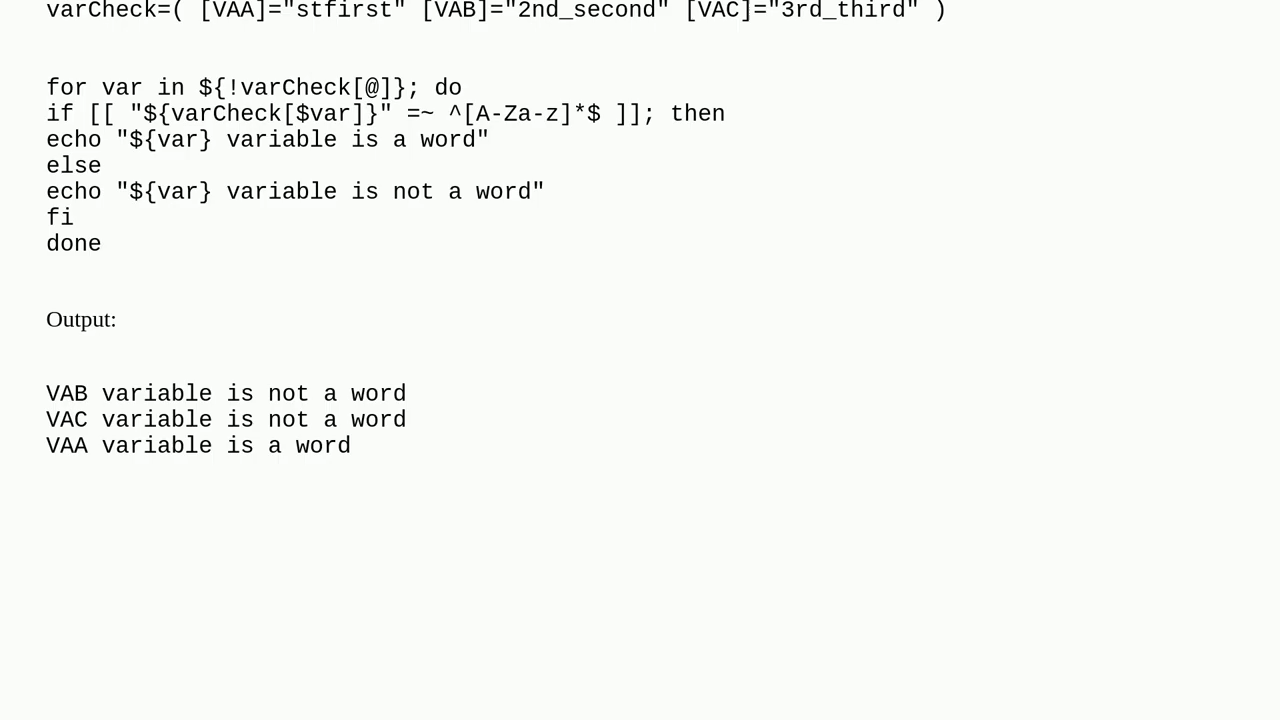 varCheck=( [VAA]="stfirst" [VAB]="2nd_second" [VAC]="3rd_third" )
for var in ${!varCheck[@]}; do
if [[ "${varCheck[$var]}" =~ ^[A-Za-z]*$ ]]; then
echo "${var} variable is a word"
else
echo "${var} variable is not a word"
fi
done
Output:
VAB variable is not a word
VAC variable is not a word
VAA variable is a word